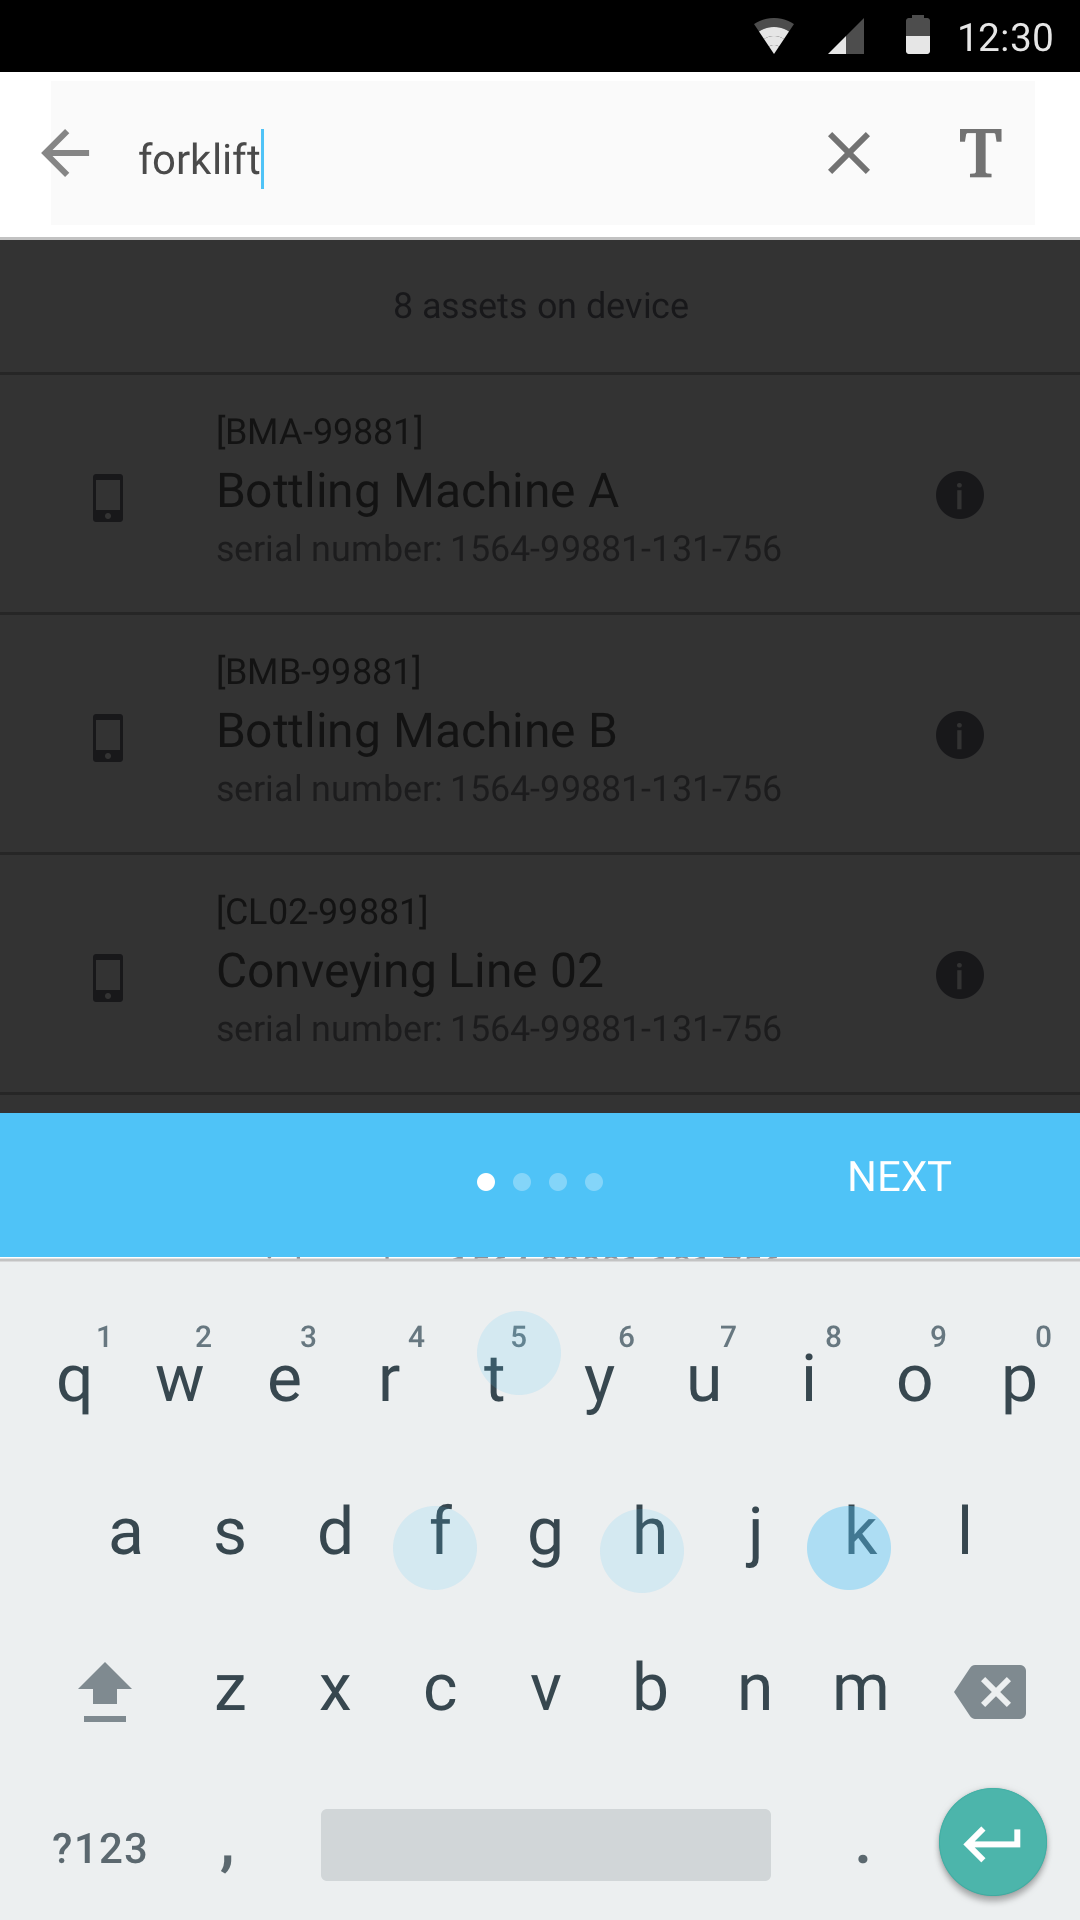 12:30
forklift
T
8 assets on device
[BMA-99881]
Bottling Machine A
serial number: 1564-99881-131-756
[BMB-99881]
Bottling Machine B
serial number: 1564-99881-131-756
[CL02-99881]
Conveying Line 02
serial number: 1564-99881-131-756
NEXT
1 2 3 4 5 6 7 8 9 0
q w e r t y u i o p
a s d f g h j k l
z x c v b n m
?123 , .